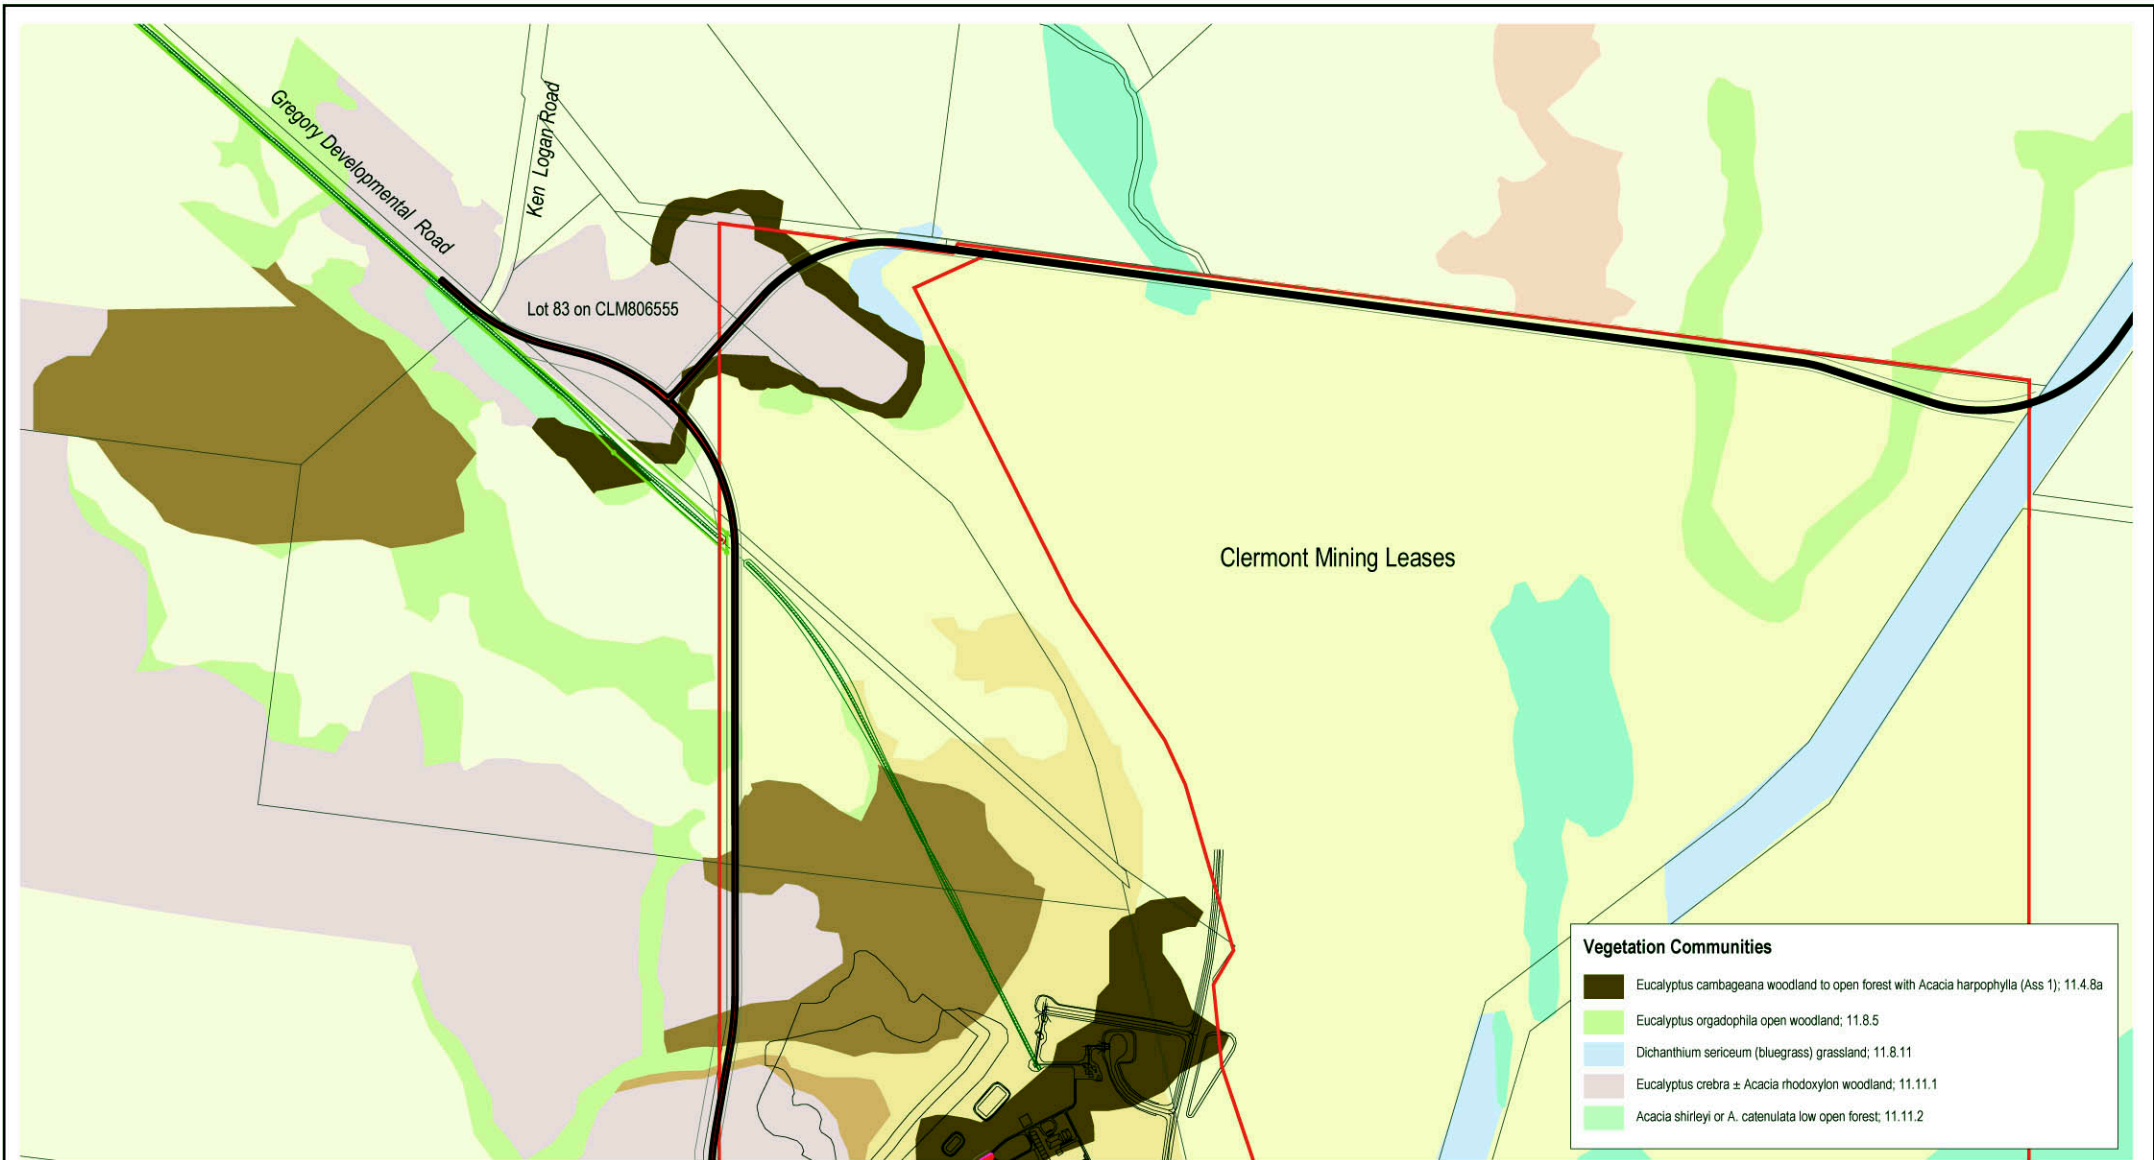 Gregory Developmental Road
Ken Logan Road
Lot 83 on CLM806555
Clermont Mining Leases
Vegetation Communities
Eucalyptus cambageana woodland to open forest with Acacia harpophylla (Ass 1); 11.4.8a
Eucalyptus orgadophila open woodland; 11.8.5
Dichanthium sericeum (bluegrass) grassland; 11.8.11
Eucalyptus crebra ± Acacia rhodoxylon woodland; 11.11.1
Acacia shirleyi or A. catenulata low open forest; 11.11.2